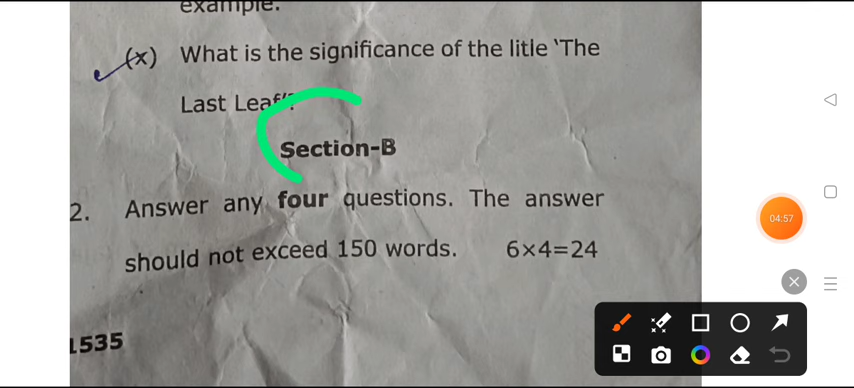 example.
(x) What is the significance of the litle 'The
Last Leaf'?
Section-B
2. Answer any four questions. The answer
should not exceed 150 words. 6×4=24
1535
04:57